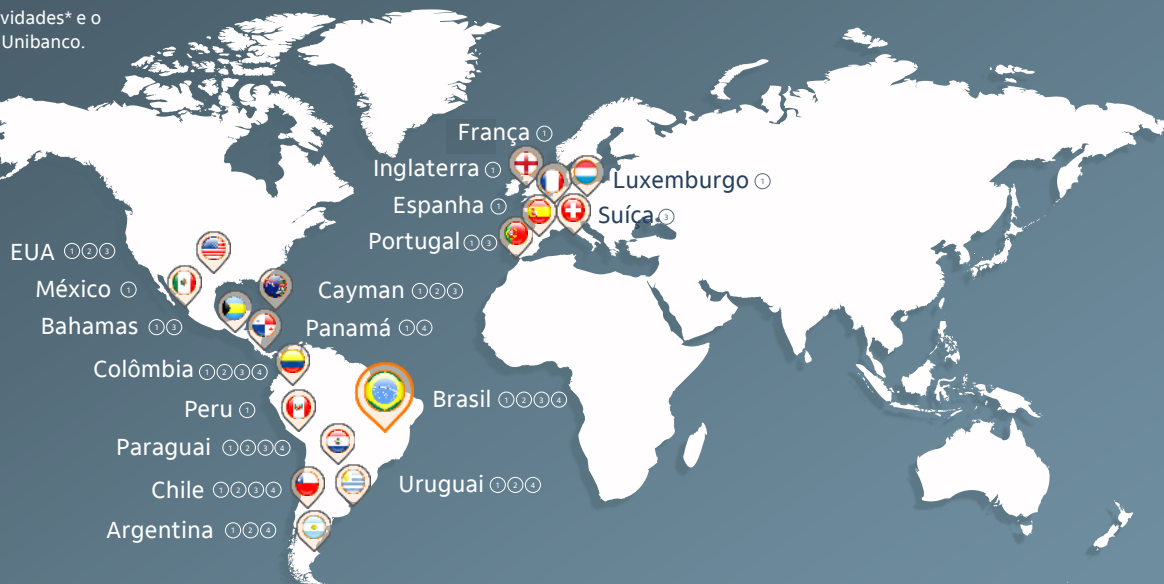 vidades* e o
Unibanco.
França ①
Inglaterra ①
Luxemburgo ①
Espanha ①
Suíça ③
Portugal ①③
EUA ①②③
México ①
Cayman ①②③
Bahamas ①③
Panamá ①④
Colômbia ①②③④
Brasil ①②③④
Peru ①
Paraguai ①②③④
Chile ①②③④
Uruguai ①②④
Argentina ①②④